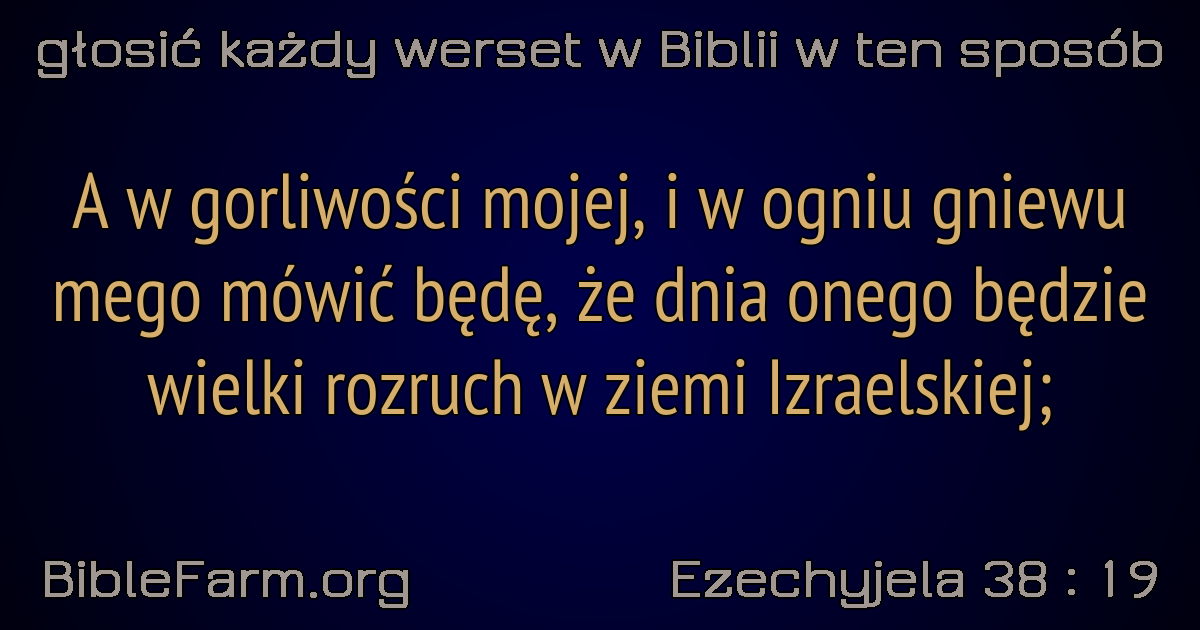 głosić każdy werset w Biblii w ten sposób
A w gorliwości mojej, i w ogniu gniewu
mego mówić będę, że dnia onego będzie
wielki rozruch w ziemi Izraelskiej;
BibleFarm.org
Ezechyjela 38 : 19